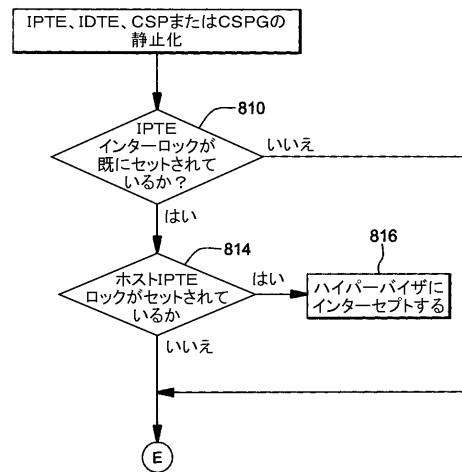 IPTE、IDTE、CSPまたはCSPGの
静止化
810
IPTE
インターロックが
既にセットされて
いるか？
いいえ
はい
814
ホストIPTE
ロックがセットされて
いるか
はい
816
ハイパーバイザに
インターセプトする
いいえ
E